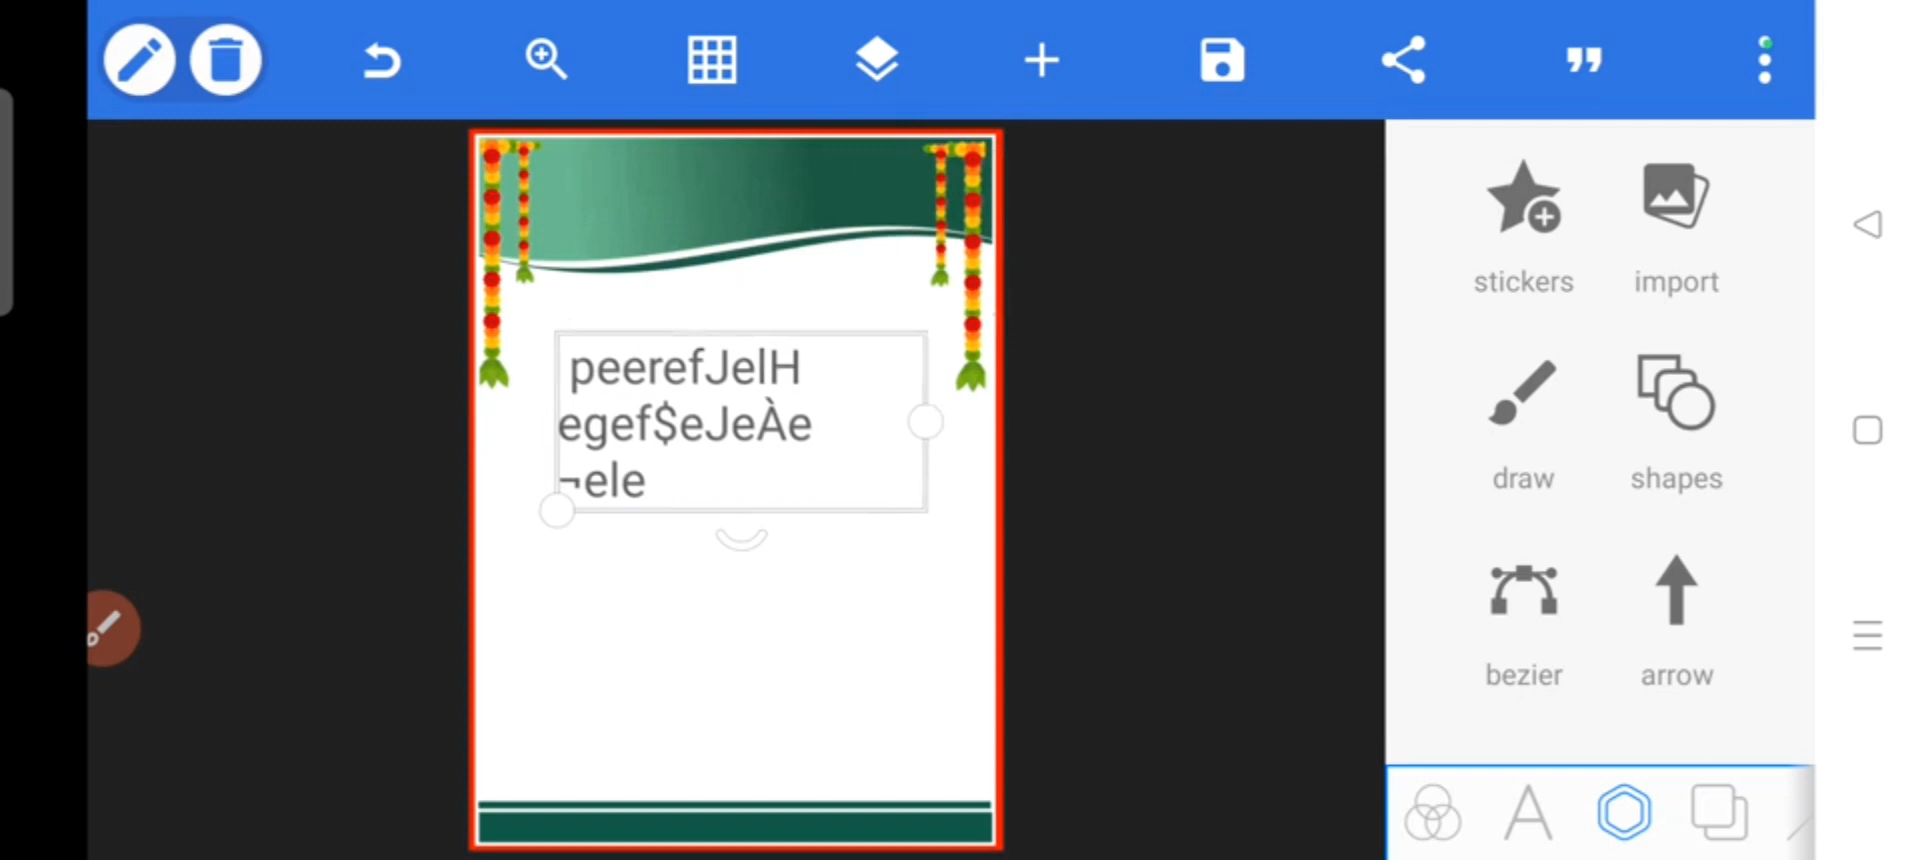 peerefJelH
egef$eJeÀe
¬ele
stickers
import
draw
shapes
bezier
arrow